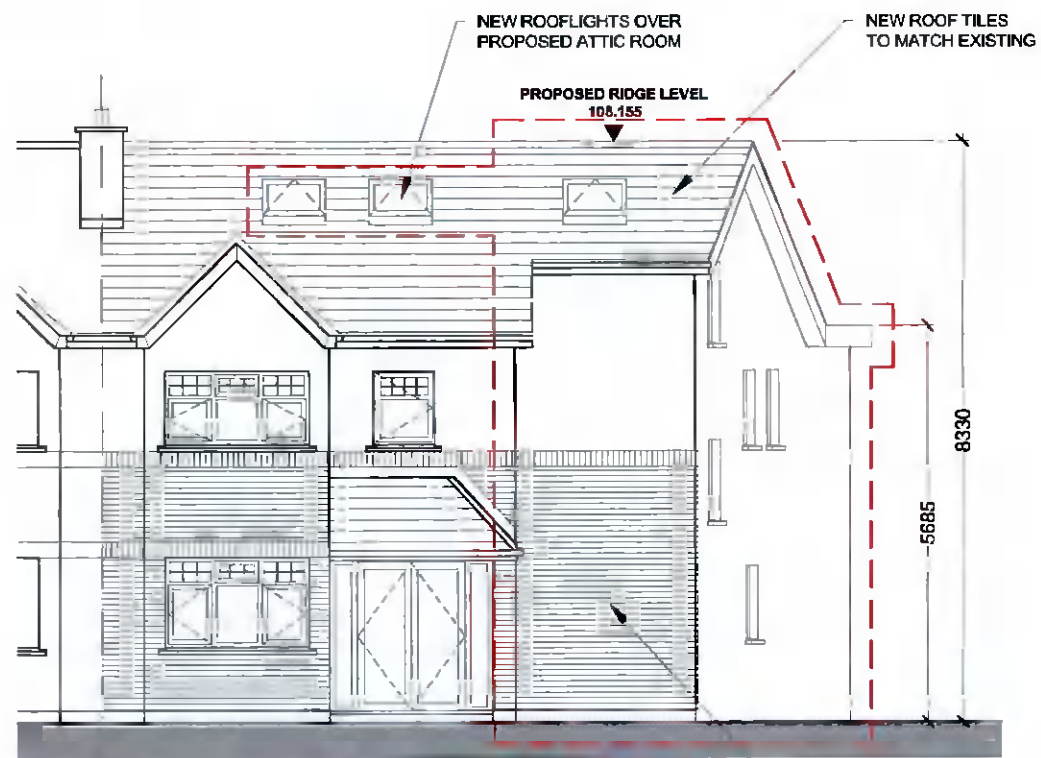 NEW ROOFLIGHTS OVER
PROPOSED ATTIC ROOM
NEW ROOF TILES
TO MATCH EXISTING
PROPOSED RIDGE LEVEL
108.155
8330
5685